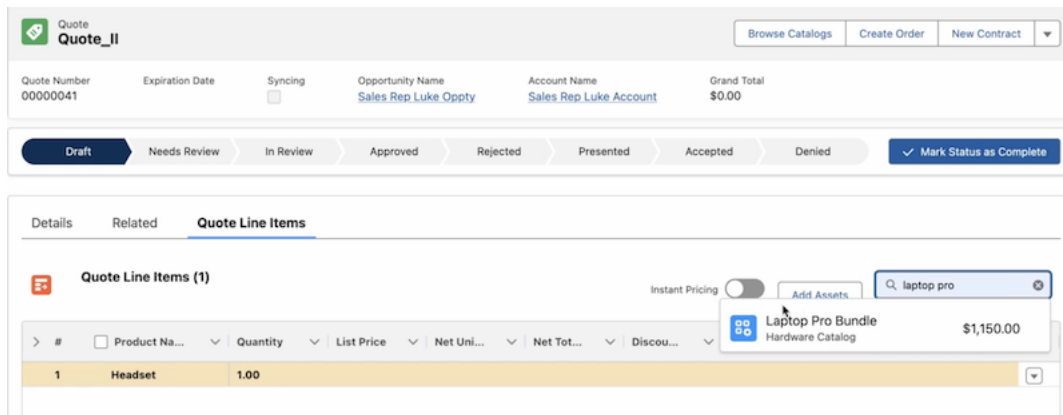 Quote
Quote_II
Browse Catalogs
Create Order
New Contract
Quote Number
Expiration Date
Syncing
Opportunity Name
Account Name
Grand Total
00000041
Sales Rep Luke Oppty
Sales Rep Luke Account
$0.00
Draft
Needs Review
In Review
Approved
Rejected
Presented
Accepted
Denied
Mark Status as Complete
Details
Related
Quote Line Items
Quote Line Items (1)
Instant Pricing
Add Assets
laptop pro
Laptop Pro Bundle
Hardware Catalog
$1,150.00
#
Product Na...
Quantity
List Price
Net Uni...
Net Tot...
Discou...
1
Headset
1.00